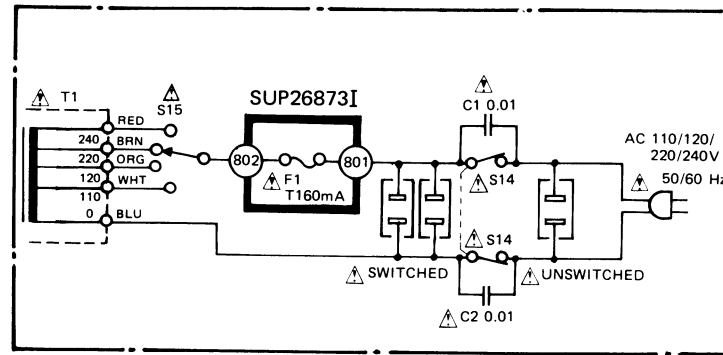 SUP26873I
T1
S15
RED
240
BRN
220
ORG
120
WHT
110
0
BLU
802
F1
T160mA
801
C1 0.01
S14
S14
C2 0.01
SWITCHED
UNSWITCHED
AC 110/120/
220/240V
50/60 Hz